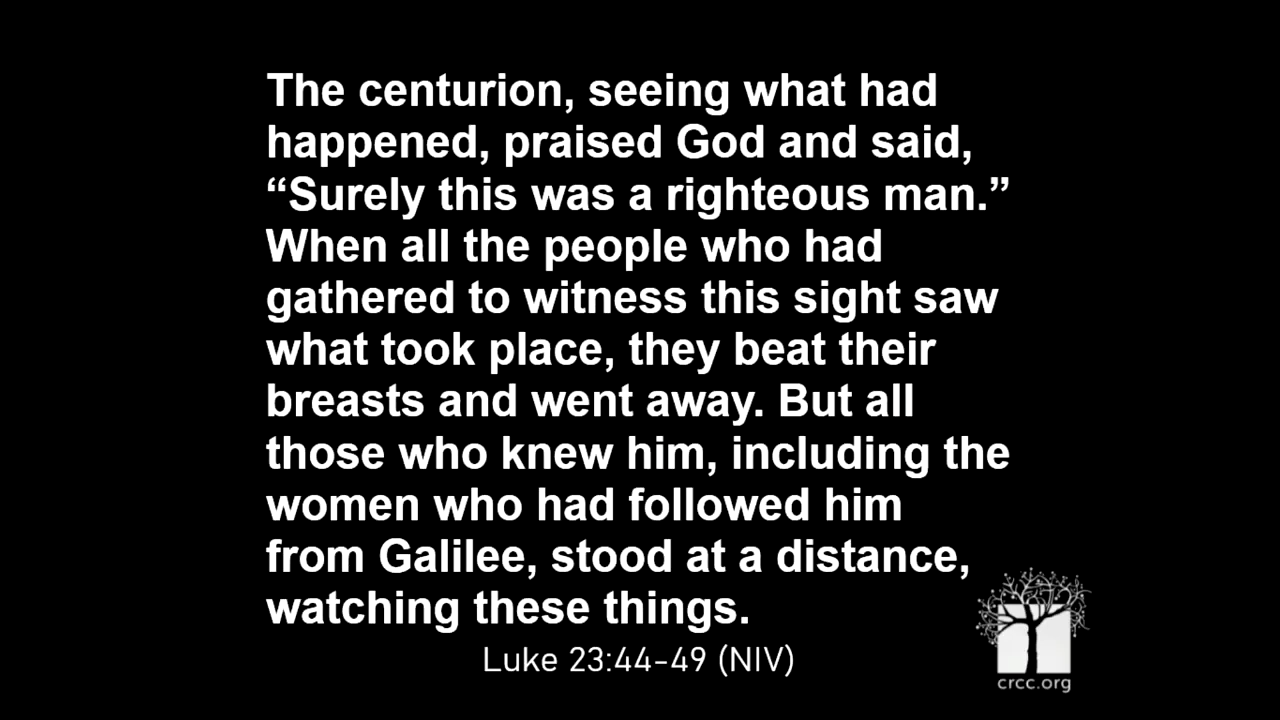 The centurion, seeing what had
happened, praised God and said,
“Surely this was a righteous man.”
When all the people who had
gathered to witness this sight saw
what took place, they beat their
breasts and went away. But all
those who knew him, including the
women who had followed him
from Galilee, stood at a distance,
watching these things.
Luke 23:44-49 (NIV)
crcc.org